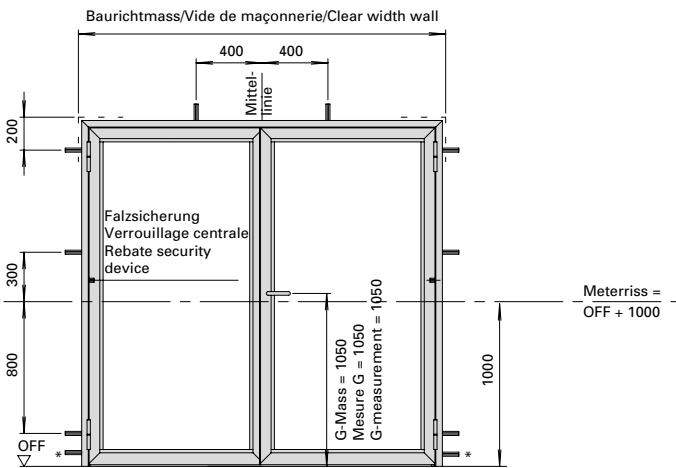 Baurichtmass/Vide de maçonnerie/Clear width wall
400
400
Mittel-
linie
200
Falzsicherung
Verrouillage centrale
Rebate security
device
300
Meterriss =
OFF + 1000
800
G-Mass = 1050
Mesure G = 1050
G-measurement = 1050
1000
OFF
*
*